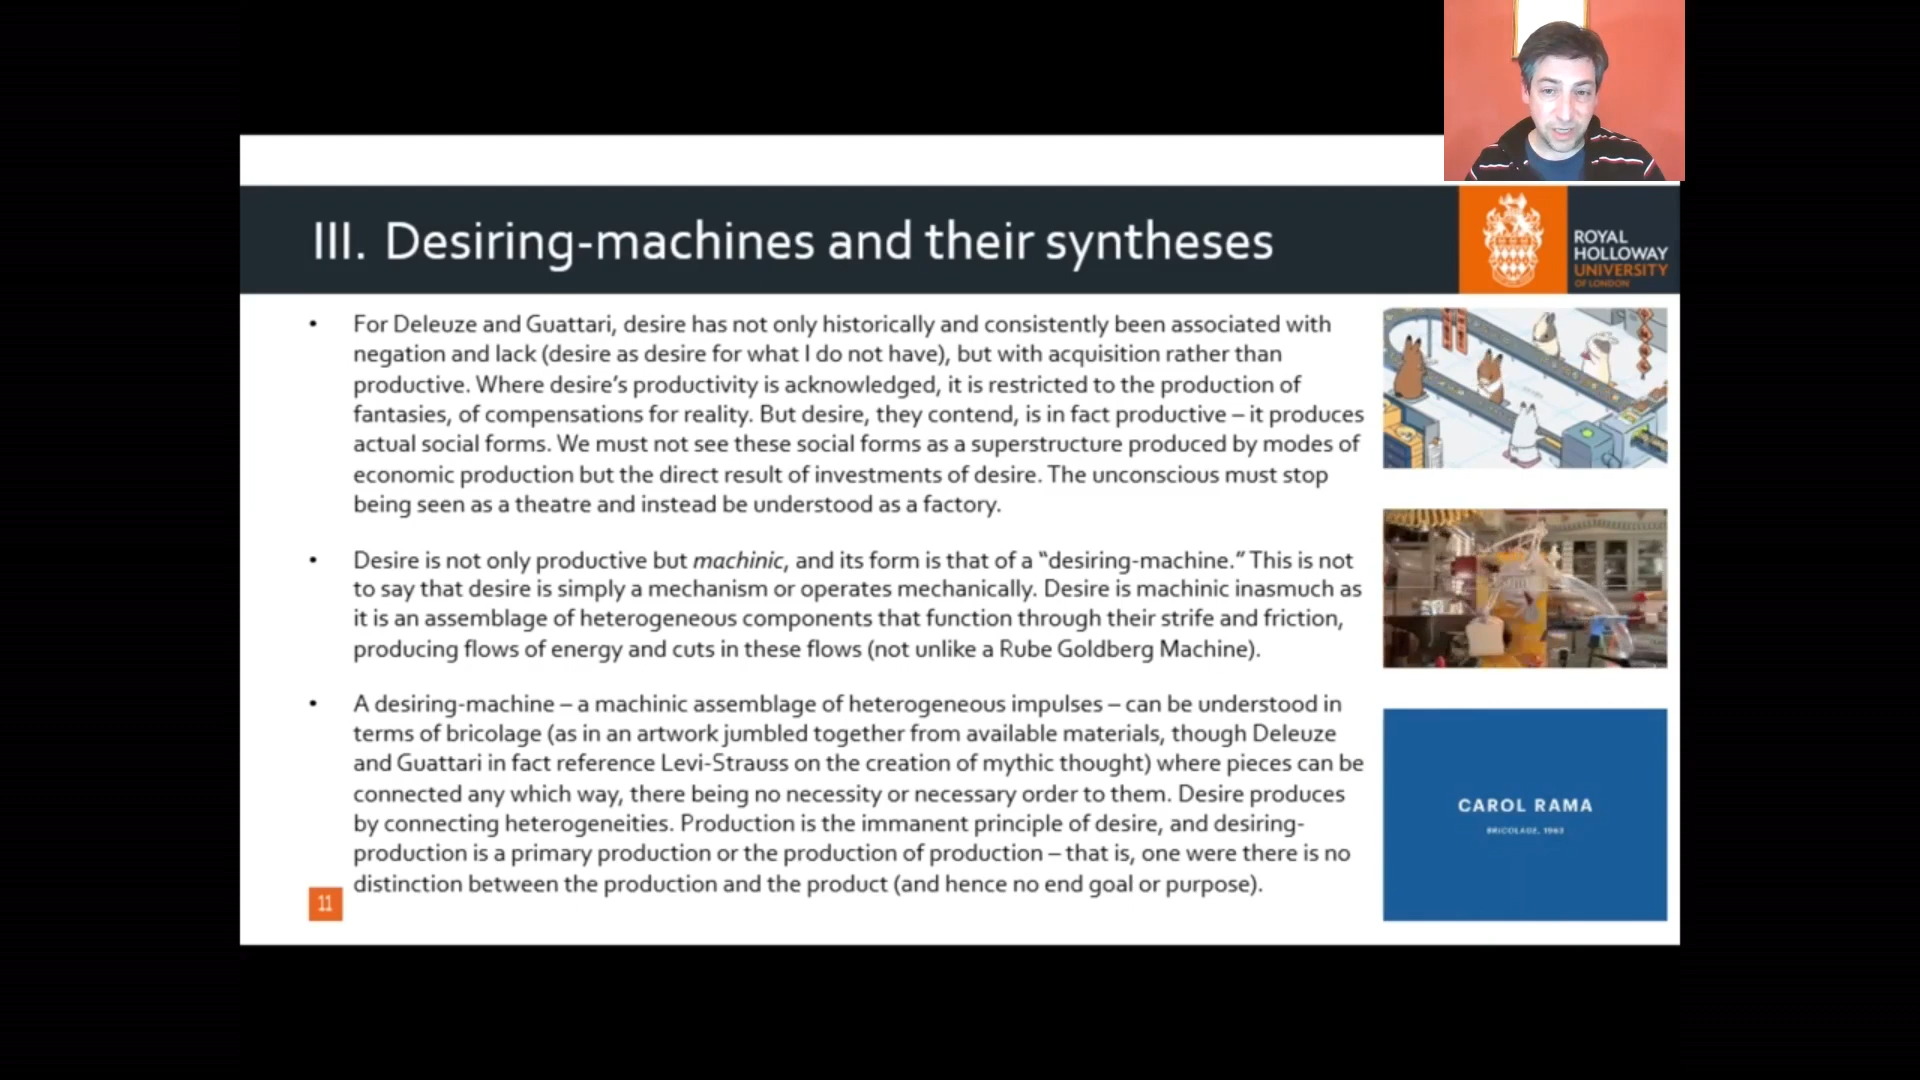 III. Desiring-machines and their syntheses
ROYAL
HOLLOWAY
UNIVERSITY
OF LONDON
• For Deleuze and Guattari, desire has not only historically and consistently been associated with
negation and lack (desire as desire for what I do not have), but with acquisition rather than
productive. Where desire's productivity is acknowledged, it is restricted to the production of
fantasies, of compensations for reality. But desire, they contend, is in fact productive – it produces
actual social forms. We must not see these social forms as a superstructure produced by modes of
economic production but the direct result of investments of desire. The unconscious must stop
being seen as a theatre and instead be understood as a factory.
• Desire is not only productive but machinic, and its form is that of a “desiring-machine.” This is not
to say that desire is simply a mechanism or operates mechanically. Desire is machinic inasmuch as
it is an assemblage of heterogeneous components that function through their strife and friction,
producing flows of energy and cuts in these flows (not unlike a Rube Goldberg Machine).
• A desiring-machine – a machinic assemblage of heterogeneous impulses – can be understood in
terms of bricolage (as in an artwork jumbled together from available materials, though Deleuze
and Guattari in fact reference Levi-Strauss on the creation of mythic thought) where pieces can be
connected any which way, there being no necessity or necessary order to them. Desire produces
by connecting heterogeneities. Production is the immanent principle of desire, and desiring-
production is a primary production or the production of production – that is, one were there is no
distinction between the production and the product (and hence no end goal or purpose).
CAROL RAMA
BRICOLAGE, 1963
11